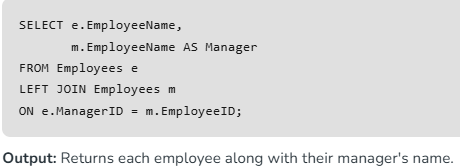 SELECT e.EmployeeName,
       m.EmployeeName AS Manager
FROM Employees e
LEFT JOIN Employees m
ON e.ManagerID = m.EmployeeID;
Output: Returns each employee along with their manager's name.